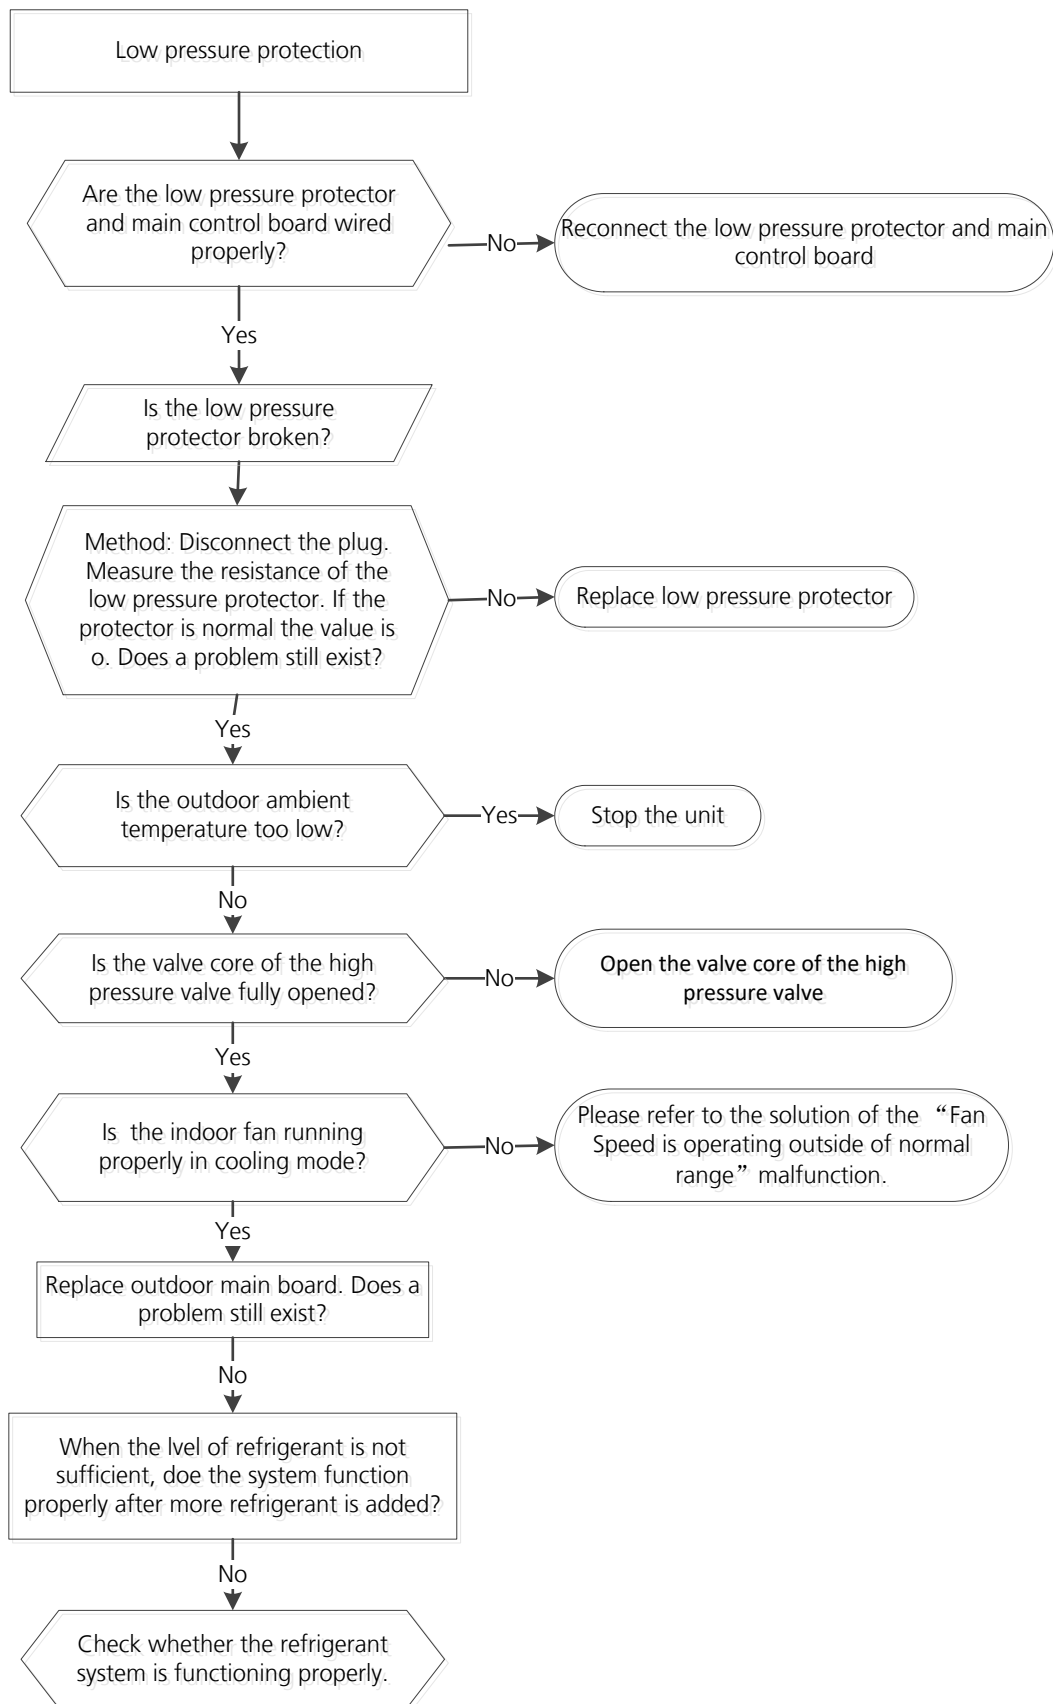 Low pressure protection
Are the low pressure protector
and main control board wired
properly?
No
Reconnect the low pressure protector and main
control board
Yes
Is the low pressure
protector broken?
Method: Disconnect the plug.
Measure the resistance of the
low pressure protector. If the
protector is normal the value is
o. Does a problem still exist?
No
Replace low pressure protector
Yes
Is the outdoor ambient
temperature too low?
Yes
Stop the unit
No
Is the valve core of the high
pressure valve fully opened?
No
Open the valve core of the high
pressure valve
Yes
Is  the indoor fan running
properly in cooling mode?
No
Please refer to the solution of the “Fan
Speed is operating outside of normal
range” malfunction.
Yes
Replace outdoor main board. Does a
problem still exist?
No
When the lvel of refrigerant is not
sufficient, doe the system function
properly after more refrigerant is added?
No
Check whether the refrigerant
system is functioning properly.